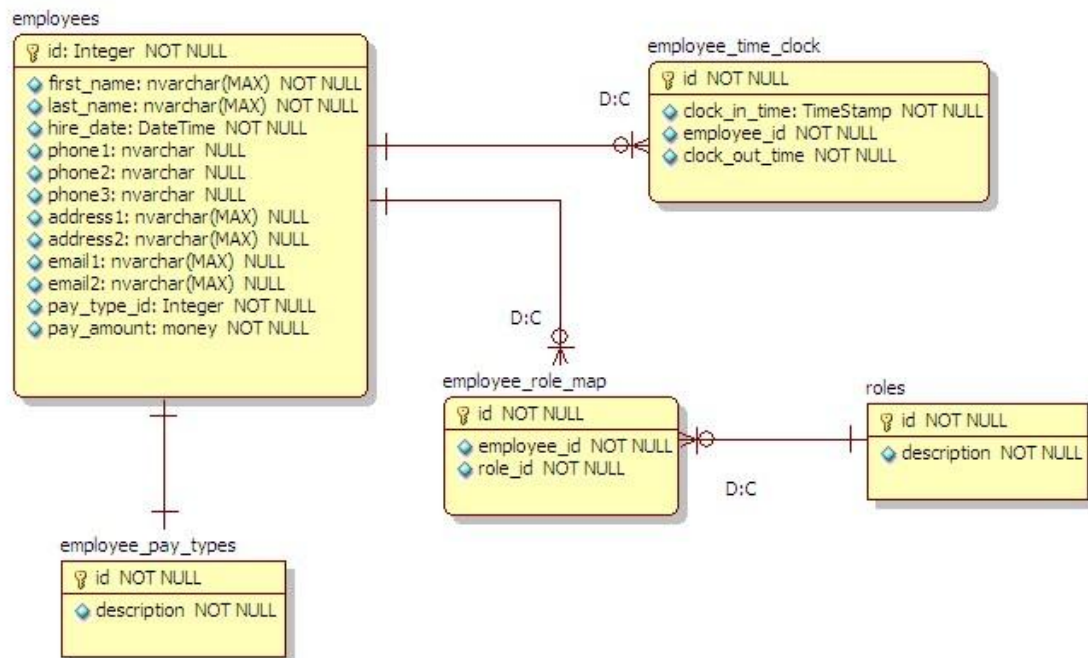 employees
id: Integer NOT NULL
first_name: nvarchar(MAX) NOT NULL
last_name: nvarchar(MAX) NOT NULL
hire_date: DateTime NOT NULL
phone1: nvarchar NULL
phone2: nvarchar NULL
phone3: nvarchar NULL
address1: nvarchar(MAX) NULL
address2: nvarchar(MAX) NULL
email1: nvarchar(MAX) NULL
email2: nvarchar(MAX) NULL
pay_type_id: Integer NOT NULL
pay_amount: money NOT NULL
employee_time_clock
id NOT NULL
clock_in_time: TimeStamp NOT NULL
employee_id NOT NULL
clock_out_time NOT NULL
D:C
D:C
employee_role_map
id NOT NULL
employee_id NOT NULL
role_id NOT NULL
D:C
roles
id NOT NULL
description NOT NULL
employee_pay_types
id NOT NULL
description NOT NULL